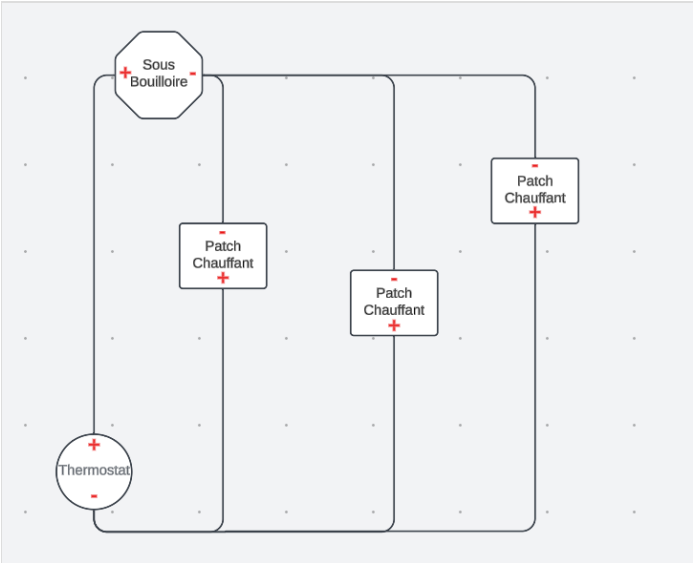 Sous
+ Bouilloire -
-
Patch
Chauffant
+
-
Patch
Chauffant
+
-
Patch
Chauffant
+
+
Thermostat
-